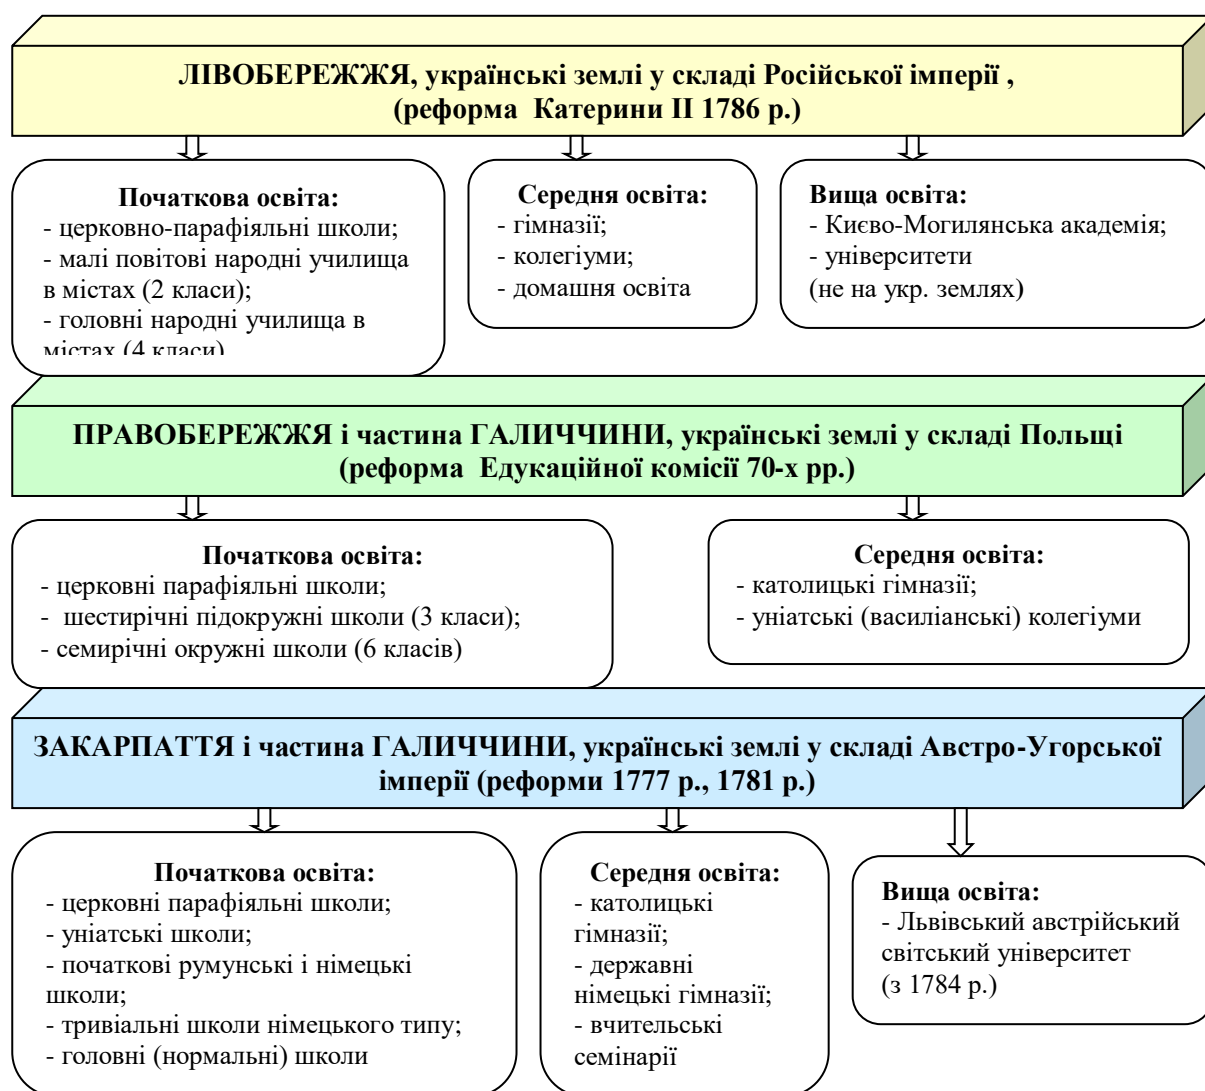 ЛІВОБЕРЕЖЖЯ, українські землі у складі Російської імперії ,
(реформа Катерини ІІ 1786 р.)
Початкова освіта:
- церковно-парафіяльні школи;
- малі повітові народні училища
в містах (2 класи);
- головні народні училища в
містах (4 класи)
Середня освіта:
- гімназії;
- колегіуми;
- домашня освіта
Вища освіта:
- Києво-Могилянська академія;
- університети
(не на укр. землях)
ПРАВОБЕРЕЖЖЯ і частина ГАЛИЧЧИНИ, українські землі у складі Польщі
(реформа Едукаційної комісії 70-х рр.)
Початкова освіта:
- церковні парафіяльні школи;
- шестирічні підокружні школи (3 класи);
- семирічні окружні школи (6 класів)
Середня освіта:
- католицькі гімназії;
- уніатські (василіанські) колегіуми
ЗАКАРПАТТЯ і частина ГАЛИЧЧИНИ, українські землі у складі Австро-Угорської
імперії (реформи 1777 р., 1781 р.)
Початкова освіта:
- церковні парафіяльні школи;
- уніатські школи;
- початкові румунські і німецькі
школи;
- тривіальні школи німецького типу;
- головні (нормальні) школи
Середня освіта:
- католицькі
гімназії;
- державні
німецькі гімназії;
- вчительські
семінарії
Вища освіта:
- Львівський австрійський
світський університет
(з 1784 р.)